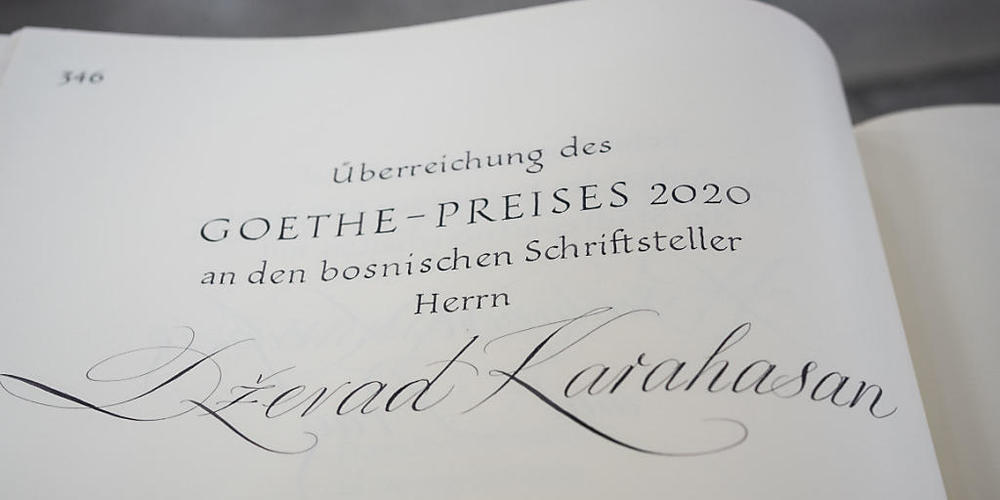 346
Überreichung des
GOETHE-PREISES 2020
an den bosnischen Schriftsteller
Herrn
Dževad Karahasan